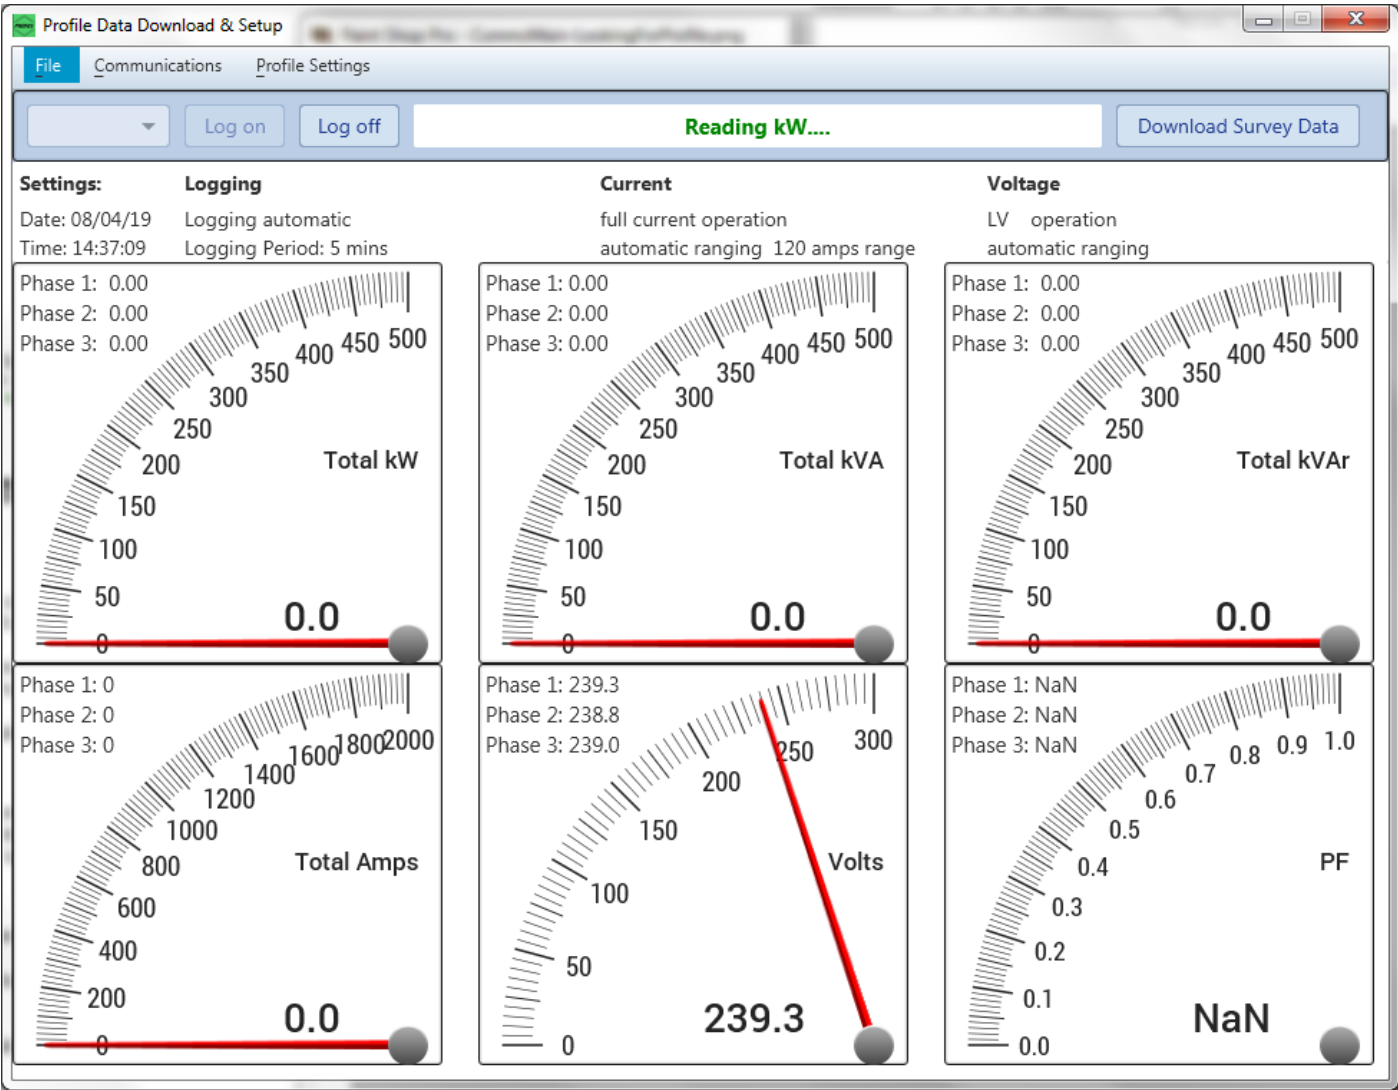 Profile Data Download & Setup
File Communications Profile Settings
Log on Log off Reading kW.... Download Survey Data
Settings: Logging Current Voltage
Date: 08/04/19 Logging automatic full current operation LV operation
Time: 14:37:09 Logging Period: 5 mins automatic ranging 120 amps range automatic ranging
Phase 1: 0.00
Phase 2: 0.00
Phase 3: 0.00
0 50 100 150 200 250 300 350 400 450 500
Total kW
0.0
Phase 1: 0.00
Phase 2: 0.00
Phase 3: 0.00
0 50 100 150 200 250 300 350 400 450 500
Total kVA
0.0
Phase 1: 0.00
Phase 2: 0.00
Phase 3: 0.00
0 50 100 150 200 250 300 350 400 450 500
Total kVAr
0.0
Phase 1: 0
Phase 2: 0
Phase 3: 0
0 200 400 600 800 1000 1200 1400 1600 1800 2000
Total Amps
0.0
Phase 1: 239.3
Phase 2: 238.8
Phase 3: 239.0
0 50 100 150 200 250 300
Volts
239.3
Phase 1: NaN
Phase 2: NaN
Phase 3: NaN
0.0 0.1 0.2 0.3 0.4 0.5 0.6 0.7 0.8 0.9 1.0
PF
NaN